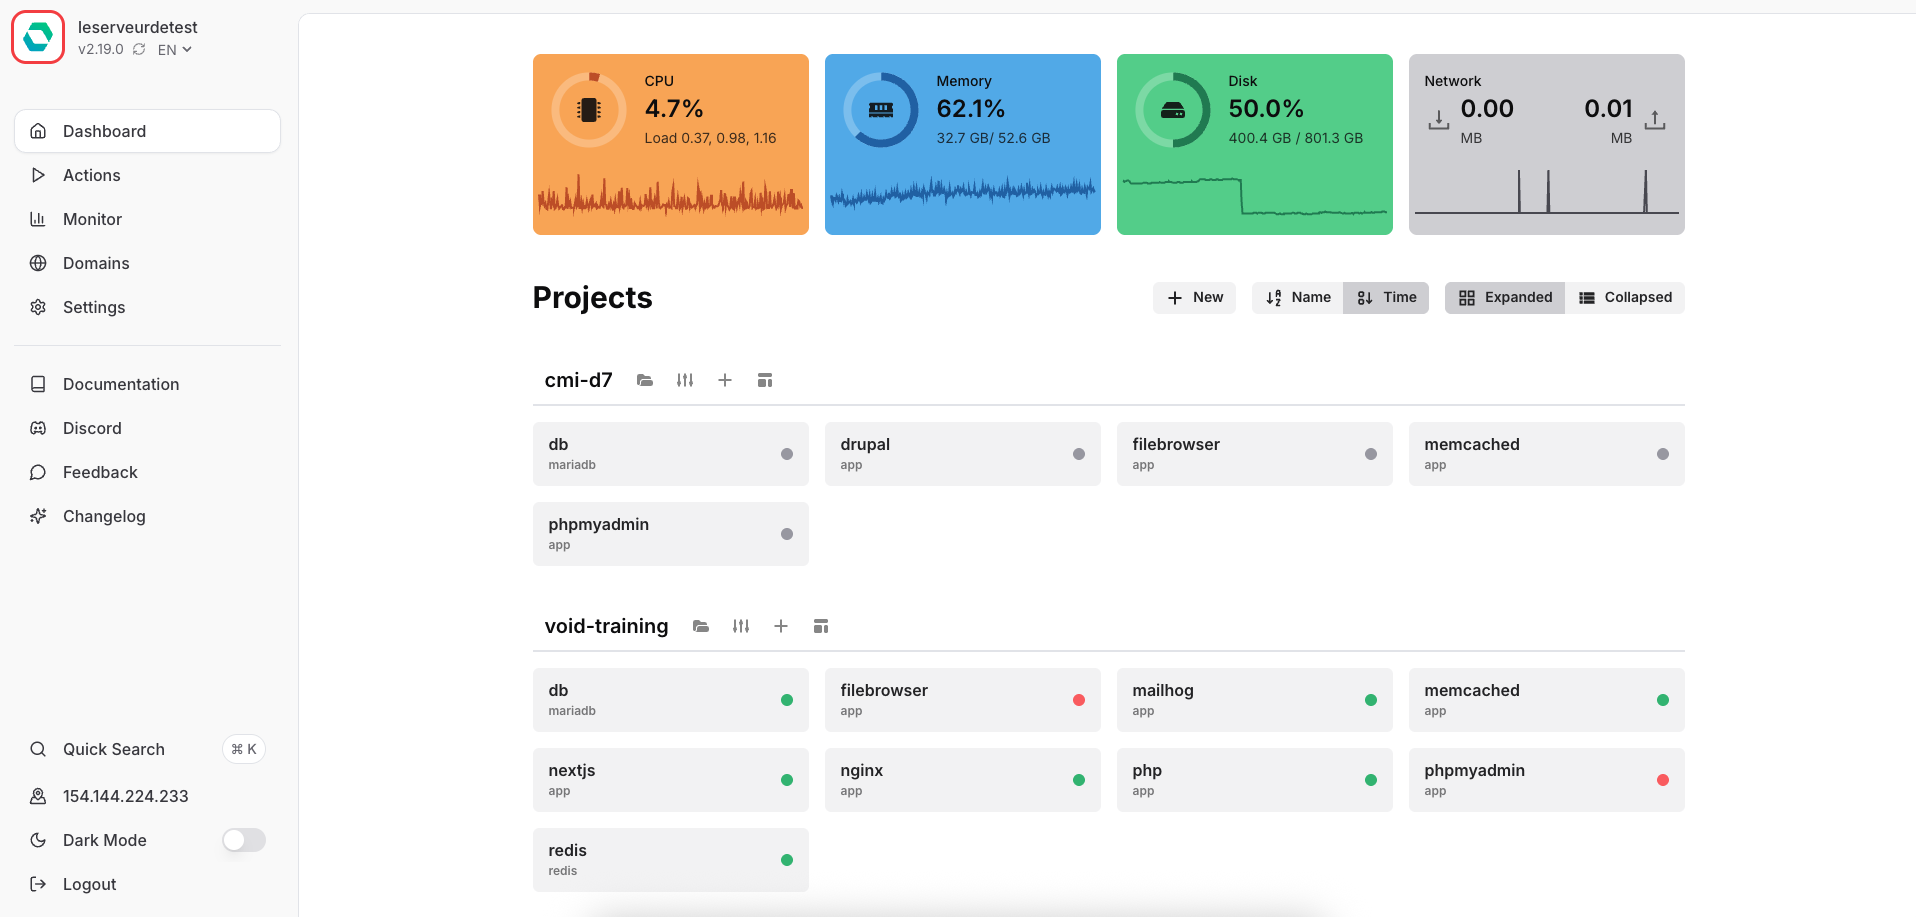 leserveurdetest
v2.19.0 EN
Dashboard
Actions
Monitor
Domains
Settings
Documentation
Discord
Feedback
Changelog
Quick Search ⌘ K
154.144.224.233
Dark Mode
Logout
CPU
4.7%
Load 0.37, 0.98, 1.16
Memory
62.1%
32.7 GB/ 52.6 GB
Disk
50.0%
400.4 GB / 801.3 GB
Network
0.00 0.01
MB MB
Projects
New Name Time Expanded Collapsed
cmi-d7
db
mariadb
drupal
app
filebrowser
app
memcached
app
phpmyadmin
app
void-training
db
mariadb
filebrowser
app
mailhog
app
memcached
app
nextjs
app
nginx
app
php
app
phpmyadmin
app
redis
redis